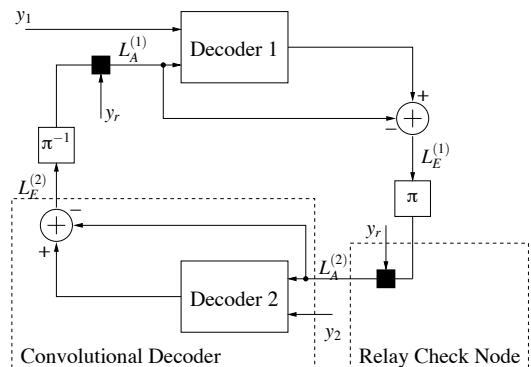 y₁
L_A^{(1)}
Decoder 1
+
y_r
−
+
π⁻¹
L_E^{(1)}
L_E^{(2)}
π
−
+
y_r
+
L_A^{(2)}
Decoder 2
y₂
Convolutional Decoder
Relay Check Node